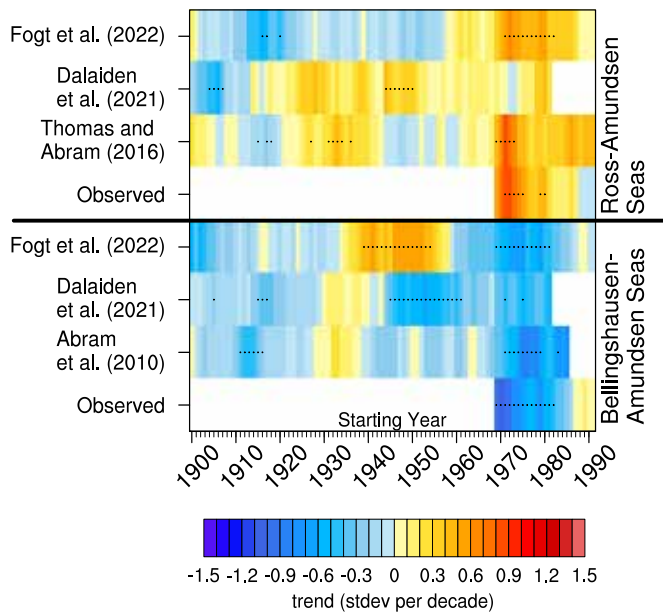 Fogt et al. (2022)
Dalaiden
et al. (2021)
Thomas and
Abram (2016)
Observed
Ross-Amundsen
Seas
Fogt et al. (2022)
Dalaiden
et al. (2021)
Abram
et al. (2010)
Observed
Bellingshausen-
Amundsen Seas
Starting Year
1900 1910 1920 1930 1940 1950 1960 1970 1980 1990
-1.5 -1.2 -0.9 -0.6 -0.3 0 0.3 0.6 0.9 1.2 1.5
trend (stdev per decade)